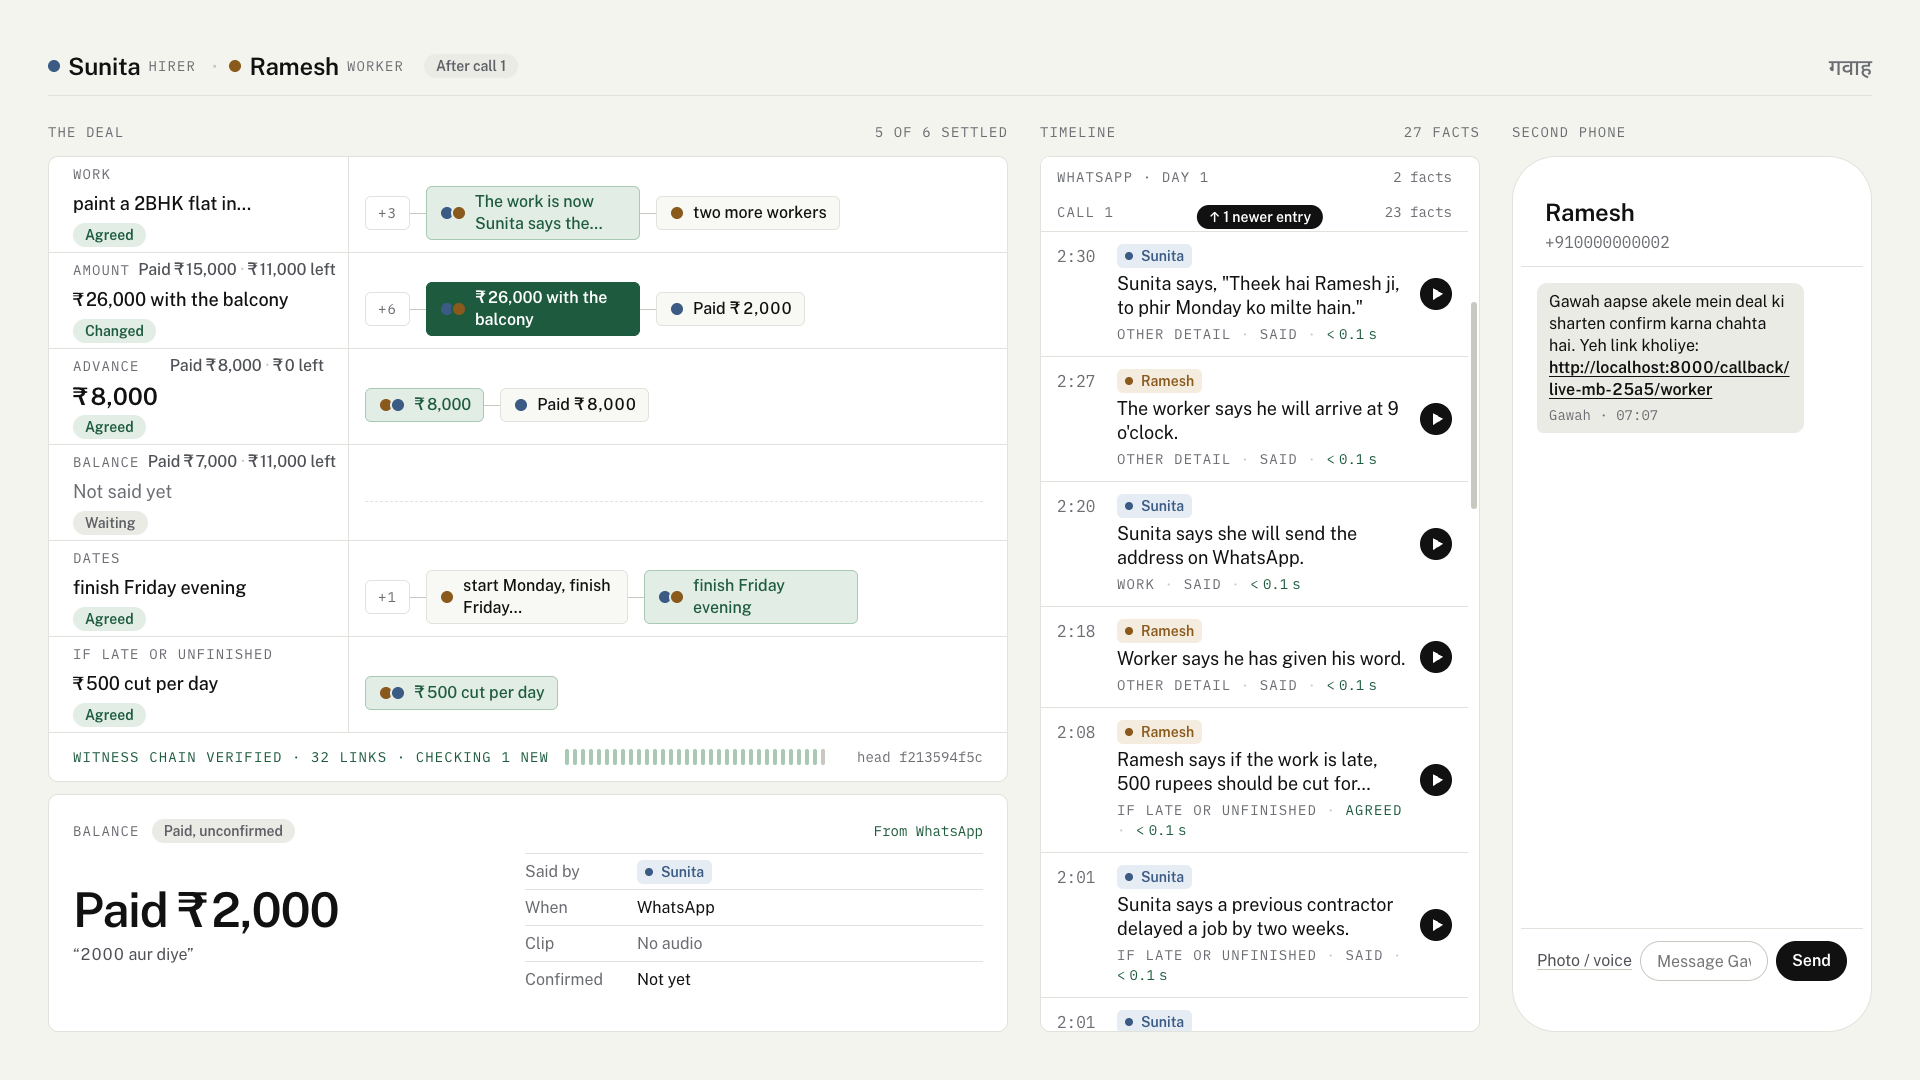 Sunita HIRER · Ramesh WORKER After call 1
गवाह
THE DEAL 5 OF 6 SETTLED
WORK
paint a 2BHK flat in...
Agreed
+3
The work is now
Sunita says the...
two more workers
AMOUNT Paid ₹15,000 · ₹11,000 left
₹26,000 with the balcony
Changed
+6
₹26,000 with the
balcony
Paid ₹2,000
ADVANCE Paid ₹8,000 · ₹0 left
₹8,000
Agreed
₹8,000
Paid ₹8,000
BALANCE Paid ₹7,000 · ₹11,000 left
Not said yet
Waiting
DATES
finish Friday evening
Agreed
+1
start Monday, finish
Friday...
finish Friday
evening
IF LATE OR UNFINISHED
₹500 cut per day
Agreed
₹500 cut per day
WITNESS CHAIN VERIFIED · 32 LINKS · CHECKING 1 NEW head f213594f5c
BALANCE Paid, unconfirmed From WhatsApp
Paid ₹2,000
“2000 aur diye”
Said by Sunita
When WhatsApp
Clip No audio
Confirmed Not yet
TIMELINE 27 FACTS
WHATSAPP · DAY 1 2 facts
CALL 1 23 facts
↑ 1 newer entry
2:30 Sunita
Sunita says, "Theek hai Ramesh ji,
to phir Monday ko milte hain."
OTHER DETAIL · SAID · <0.1 s
2:27 Ramesh
The worker says he will arrive at 9
o'clock.
OTHER DETAIL · SAID · <0.1 s
2:20 Sunita
Sunita says she will send the
address on WhatsApp.
WORK · SAID · <0.1 s
2:18 Ramesh
Worker says he has given his word.
OTHER DETAIL · SAID · <0.1 s
2:08 Ramesh
Ramesh says if the work is late,
500 rupees should be cut for...
IF LATE OR UNFINISHED · AGREED
· <0.1 s
2:01 Sunita
Sunita says a previous contractor
delayed a job by two weeks.
IF LATE OR UNFINISHED · SAID ·
<0.1 s
2:01 Sunita
SECOND PHONE
Ramesh
+910000000002
Gawah aapse akele mein deal ki
sharten confirm karna chahta
hai. Yeh link kholiye:
http://localhost:8000/callback/
live-mb-25a5/worker
Gawah · 07:07
Photo / voice Message Gav Send